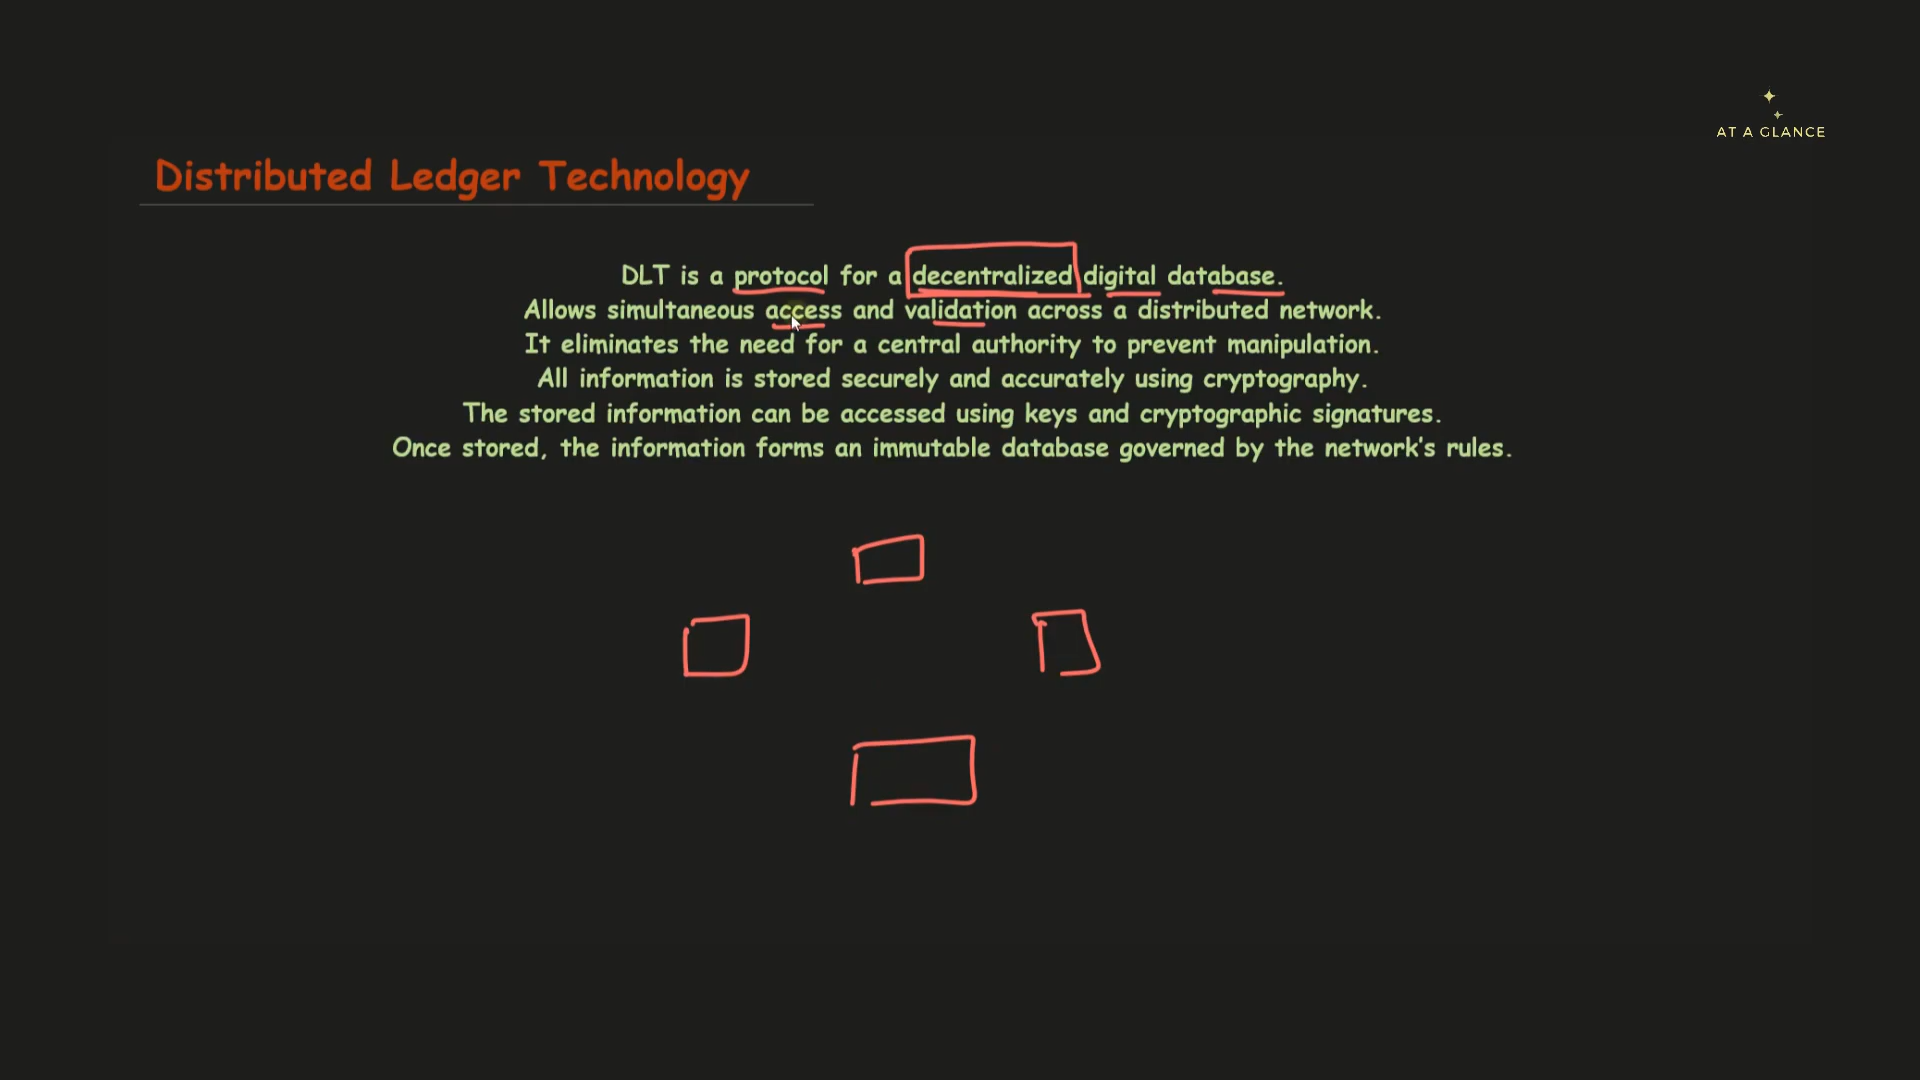 AT A GLANCE
Distributed Ledger Technology
DLT is a protocol for a decentralized digital database.
Allows simultaneous access and validation across a distributed network.
It eliminates the need for a central authority to prevent manipulation.
All information is stored securely and accurately using cryptography.
The stored information can be accessed using keys and cryptographic signatures.
Once stored, the information forms an immutable database governed by the network's rules.